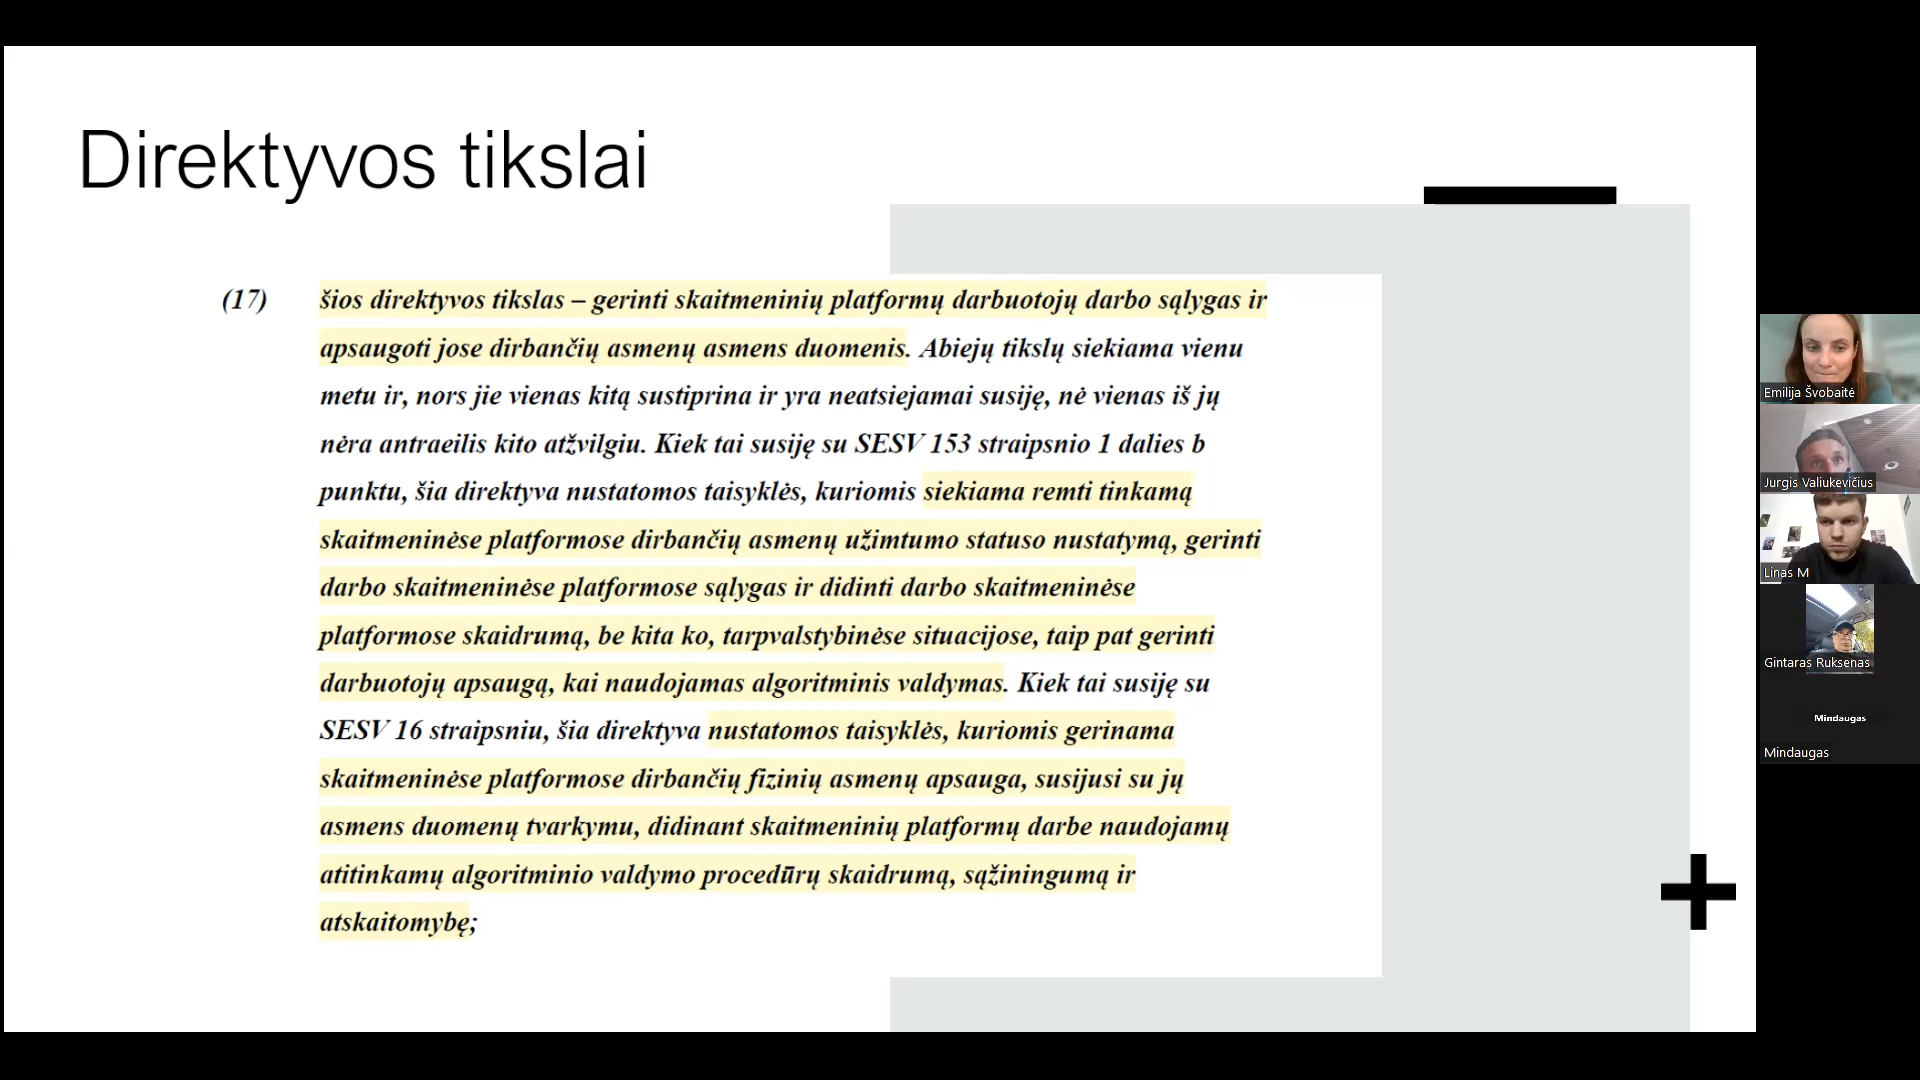 Direktyvos tikslai
(17) šios direktyvos tikslas – gerinti skaitmeninių platformų darbuotojų darbo sąlygas ir
apsaugoti jose dirbančių asmenų asmens duomenis. Abiejų tikslų siekiama vienu
metu ir, nors jie vienas kitą sustiprina ir yra neatsiejamai susiję, nė vienas iš jų
nėra antraeilis kito atžvilgiu. Kiek tai susiję su SESV 153 straipsnio 1 dalies b
punktu, šia direktyva nustatomos taisyklės, kuriomis siekiama remti tinkamą
skaitmeninėse platformose dirbančių asmenų užimtumo statuso nustatymą, gerinti
darbo skaitmeninėse platformose sąlygas ir didinti darbo skaitmeninėse
platformose skaidrumą, be kita ko, tarpvalstybinėse situacijose, taip pat gerinti
darbuotojų apsaugą, kai naudojamas algoritminis valdymas. Kiek tai susiję su
SESV 16 straipsniu, šia direktyva nustatomos taisyklės, kuriomis gerinama
skaitmeninėse platformose dirbančių fizinių asmenų apsauga, susijusi su jų
asmens duomenų tvarkymu, didinant skaitmeninių platformų darbe naudojamų
atitinkamų algoritminio valdymo procedūrų skaidrumą, sąžiningumą ir
atskaitomybę;
Emilija Švobaitė
Jurgis Valiukevičius
Linas M
Gintaras Ruksenas
Mindaugas
Mindaugas